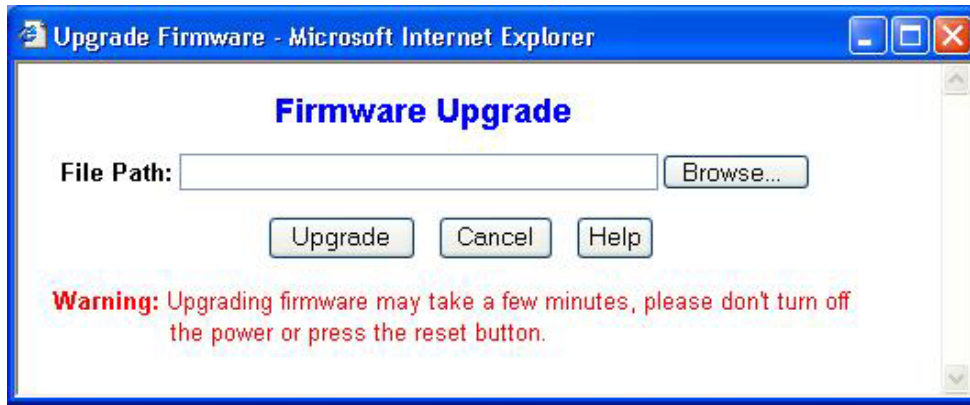 Upgrade Firmware - Microsoft Internet Explorer
Firmware Upgrade
File Path: Browse...
Upgrade Cancel Help
Warning: Upgrading firmware may take a few minutes, please don't turn off
the power or press the reset button.